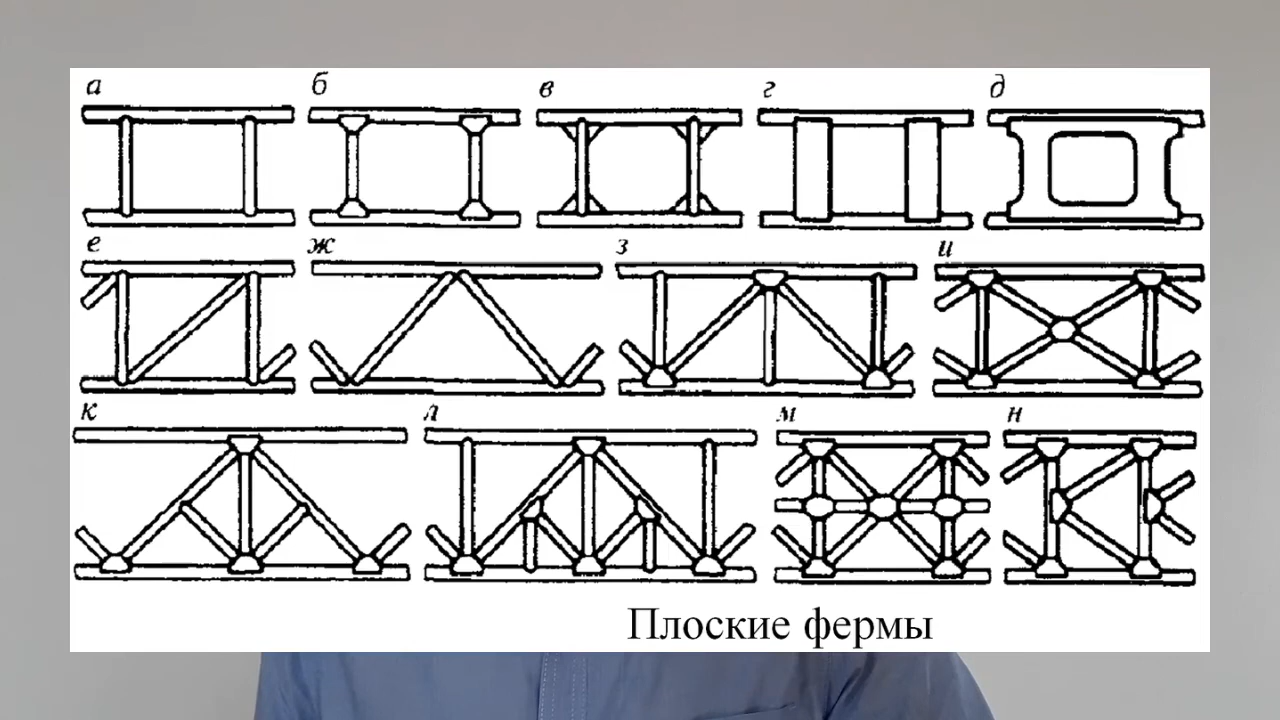 а б в г д
е ж з и
к л м н
Плоские фермы